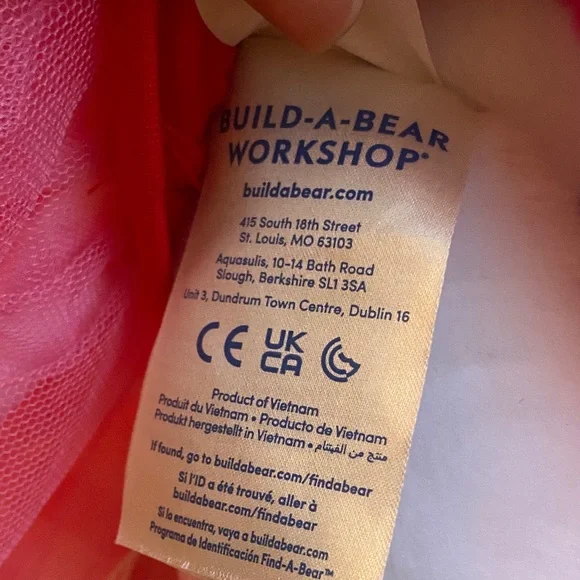 BUILD-A-BEAR
WORKSHOP®
buildabear.com
415 South 18th Street
St. Louis, MO 63103
Aquasulis, 10-14 Bath Road
Slough, Berkshire SL1 3SA
Unit 3, Dundrum Town Centre, Dublin 16
CE UK
CA
Product of Vietnam
Produit du Vietnam • Producto de Vietnam
Produkt hergestellt in Vietnam • منتج من الفيتنام
If found, go to buildabear.com/findabear
Si l'ID a été trouvé, aller à
buildabear.com/findabear
Si lo encuentra, vaya a buildabear.com
Programa de Identificación Find-A-Bear™